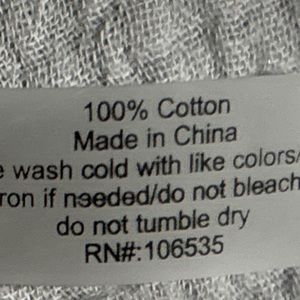 100% Cotton
Made in China
wash cold with like colors/
if needed/do not bleach
do not tumble dry
RN#:106535